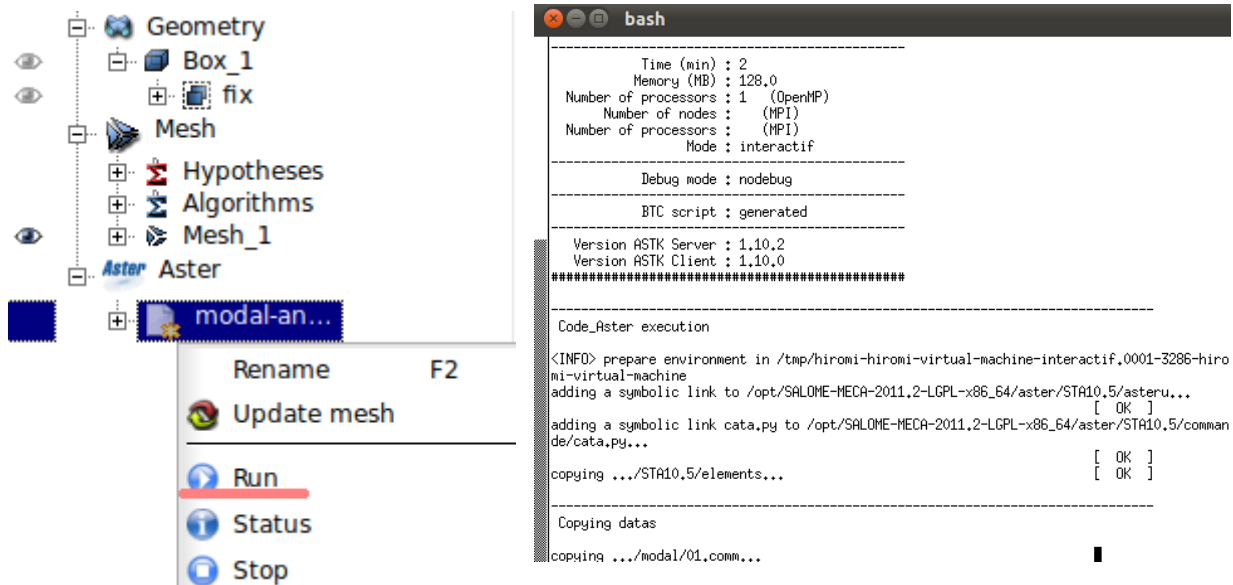 Geometry
Box_1
fix
Mesh
Hypotheses
Algorithms
Mesh_1
Aster Aster
modal-an...
Rename F2
Update mesh
Run
Status
Stop
bash
Time (min) : 2
Memory (MB) : 128.0
Number of processors : 1 (OpenMP)
Number of nodes : (MPI)
Number of processors : (MPI)
Mode : interactif
Debug mode : nodebug
BTC script : generated
Version ASTK Server : 1.10.2
Version ASTK Client : 1.10.0
##################################################
Code_Aster execution
<INFO> prepare environment in /tmp/hiromi-hiromi-virtual-machine-interactif.0001-3286-hiro
mi-virtual-machine
adding a symbolic link to /opt/SALOME-MECA-2011.2-LGPL-x86_64/aster/STA10.5/asteru...
[ OK ]
adding a symbolic link cata.py to /opt/SALOME-MECA-2011.2-LGPL-x86_64/aster/STA10.5/comman
de/cata.py...
[ OK ]
copying .../STA10.5/elements... [ OK ]
Copying datas
copying .../modal/01.comm...